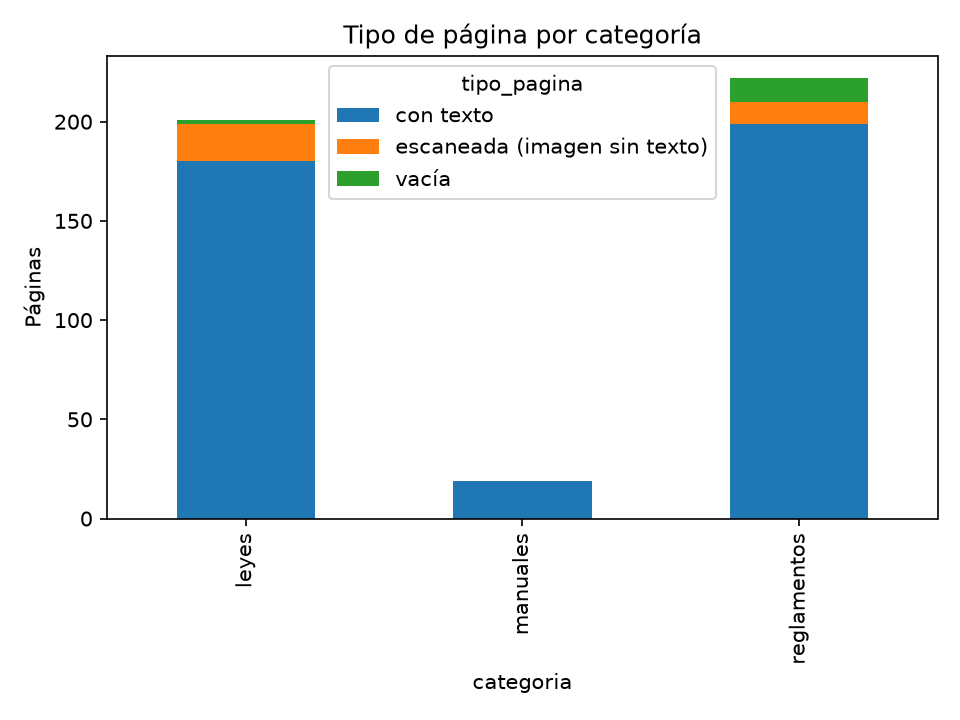 Tipo de página por categoría
tipo_pagina
con texto
escaneada (imagen sin texto)
vacía
Páginas
200
150
100
50
0
leyes
manuales
reglamentos
categoria